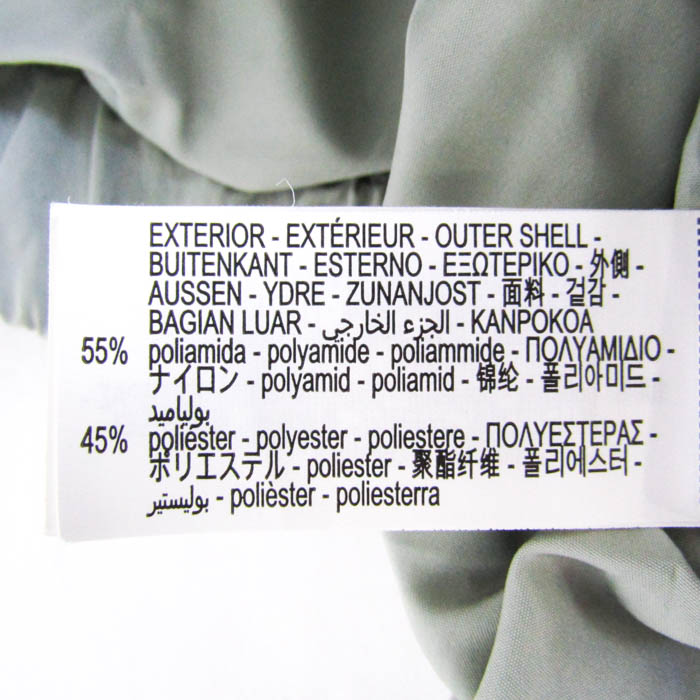 EXTERIOR - EXTÉRIEUR - OUTER SHELL -
BUITENKANT - ESTERNO - ΕΞΩΤΕΡΙΚΟ - 外側 -
AUSSEN - YDRE - ZUNANJOST - 面料 - 겉감 -
BAGIAN LUAR - الجزء الخارجي - KANPOKOA
55% poliamida - polyamide - poliammide - ΠΟΛΥΑΜΙΔΙΟ -
ナイロン - polyamid - poliamid - 锦纶 - 폴리아미드 -
بولياميد
45% poliéster - polyester - poliestere - ΠΟΛΥΕΣΤΕΡΑΣ -
ポリエステル - poliester - 聚酯纤维 - 폴리에스터 -
بوليستير - polièster - poliesterra